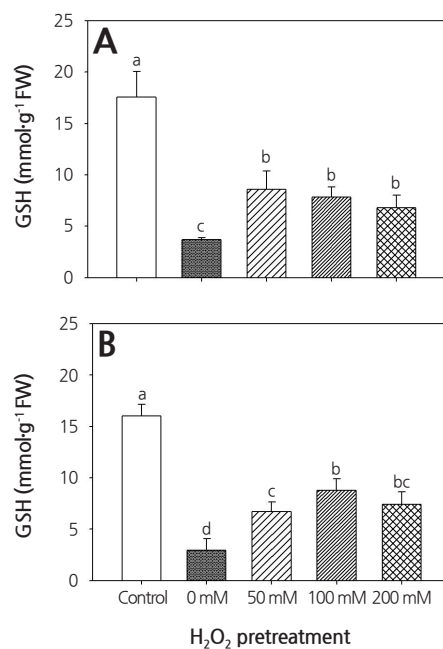 25
A
a
20
15
b
10
b
b
c
5
0
GSH (mmol·g⁻¹ FW)
25
B
20
a
15
b
10
c
bc
5
d
0
GSH (mmol·g⁻¹ FW)
Control 0 mM 50 mM 100 mM 200 mM
H₂O₂ pretreatment